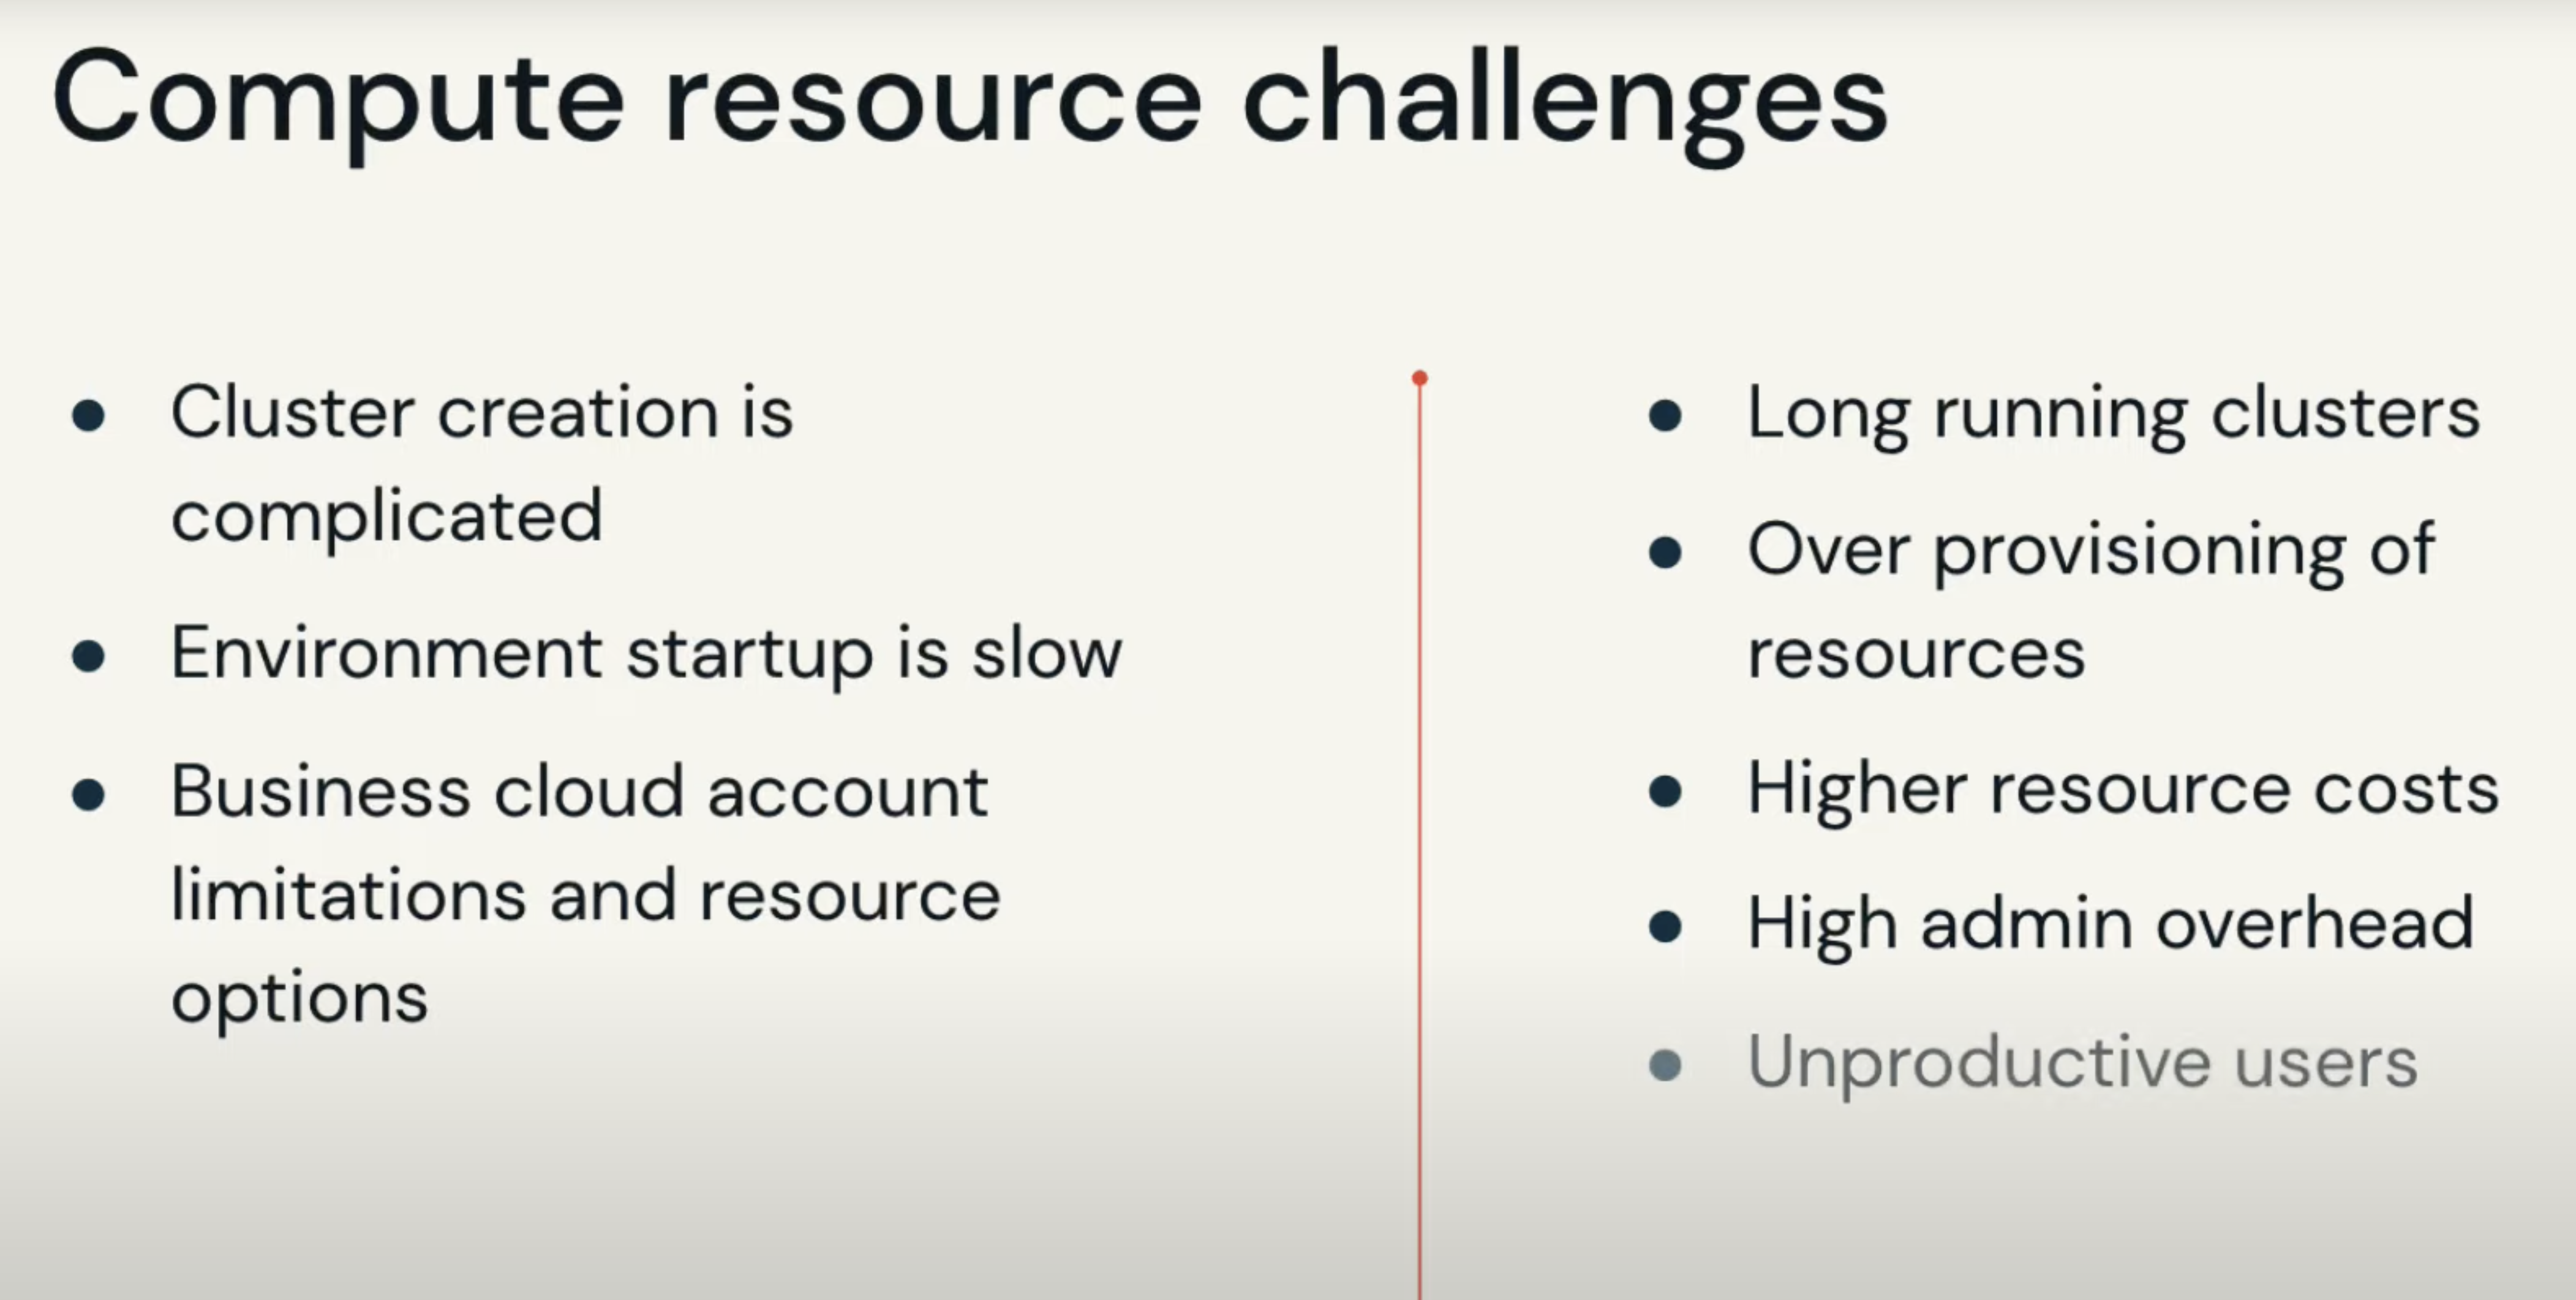 Compute resource challenges
Cluster creation is
complicated
Environment startup is slow
Business cloud account
limitations and resource
options
Long running clusters
Over provisioning of
resources
Higher resource costs
High admin overhead
Unproductive users